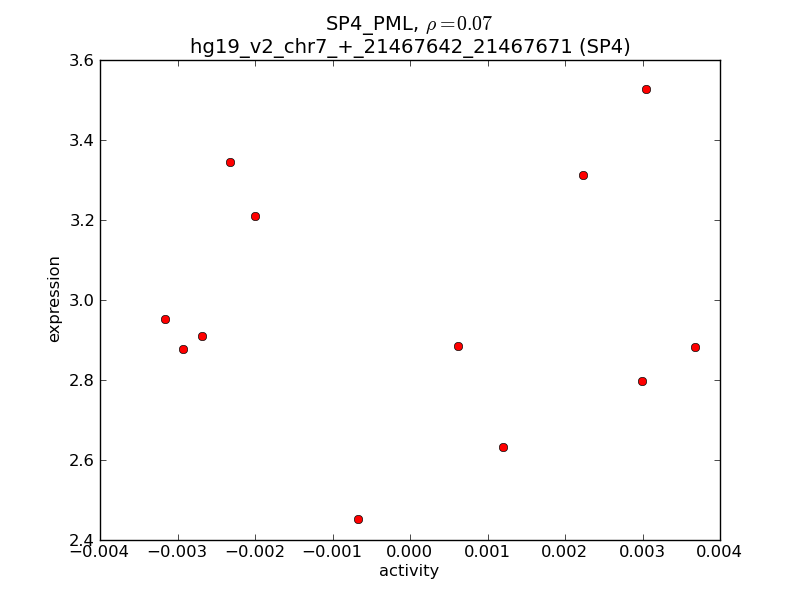 SP4_PML, ρ = 0.07
hg19_v2_chr7_+_21467642_21467671 (SP4)
3.6
3.4
3.2
3.0
2.8
2.6
2.4
expression
−0.004 −0.003 −0.002 −0.001 0.000 0.001 0.002 0.003 0.004
activity